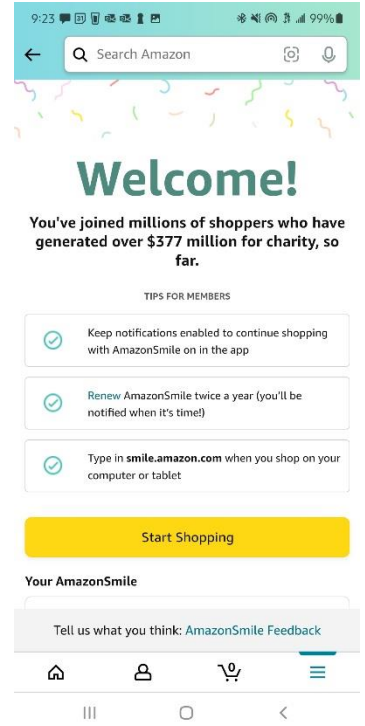 9:23
99%
Search Amazon
Welcome!
You've joined millions of shoppers who have
generated over $377 million for charity, so
far.
TIPS FOR MEMBERS
Keep notifications enabled to continue shopping
with AmazonSmile on in the app
Renew AmazonSmile twice a year (you'll be
notified when it's time!)
Type in smile.amazon.com when you shop on your
computer or tablet
Start Shopping
Your AmazonSmile
Tell us what you think: AmazonSmile Feedback
0